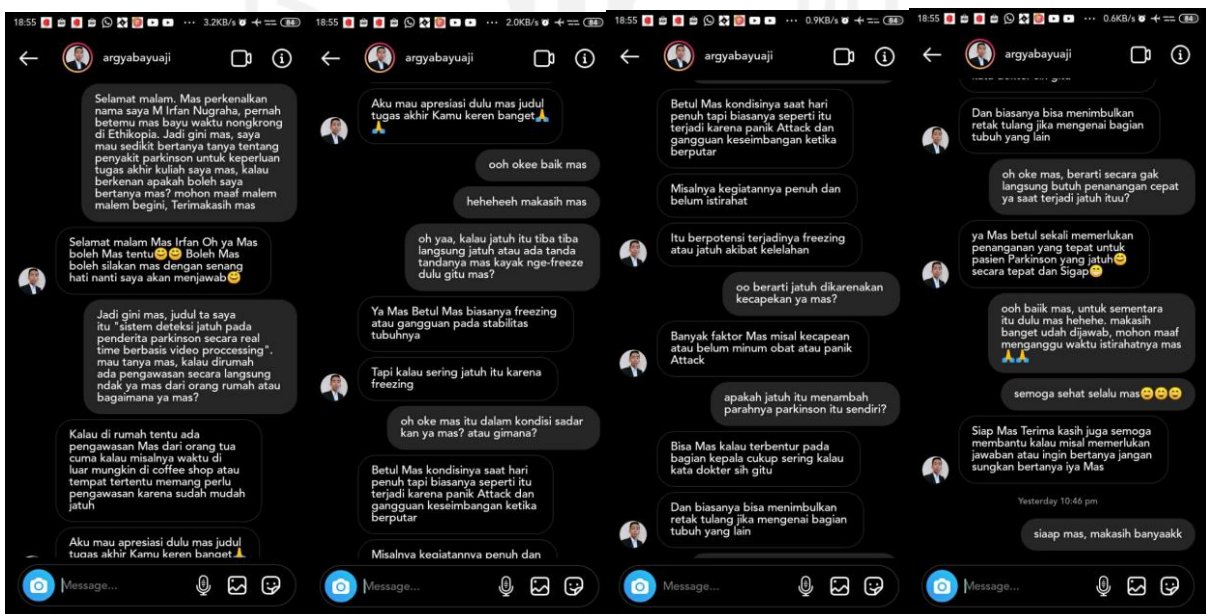 18:55 3.2KB/s 84
argyabayuaji
Selamat malam. Mas perkenalkan
nama saya M Irfan Nugraha, pernah
betemu mas bayu waktu nongkrong
di Ethikopia. Jadi gini mas, saya
mau sedikit bertanya tanya tentang
penyakit parkinson untuk keperluan
tugas akhir kuliah saya mas, kalau
berkenan apakah boleh saya
bertanya mas? mohon maaf malem
malem begini, Terimakasih mas
Selamat malam Mas Irfan Oh ya Mas
boleh Mas tentu😊😊 Boleh Mas
boleh silakan mas dengan senang
hati nanti saya akan menjawab😊
Jadi gini mas, judul ta saya
itu "sistem deteksi jatuh pada
penderita parkinson secara real
time berbasis video proccessing".
mau tanya mas, kalau dirumah
ada pengawasan secara langsung
ndak ya mas dari orang rumah atau
bagaimana ya mas?
Kalau di rumah tentu ada
pengawasan Mas dari orang tua
cuma kalau misalnya waktu di
luar mungkin di coffee shop atau
tempat tertentu memang perlu
pengawasan karena sudah mudah
jatuh
Aku mau apresiasi dulu mas judul
tugas akhir Kamu keren banget🙏
Message...
18:55 2.0KB/s 84
argyabayuaji
Aku mau apresiasi dulu mas judul
tugas akhir Kamu keren banget🙏
🙏
ooh okee baik mas
heheheeh makasih mas
oh yaa, kalau jatuh itu tiba tiba
langsung jatuh atau ada tanda
tandanya mas kayak nge-freeze
dulu gitu mas?
Ya Mas Betul Mas biasanya freezing
atau gangguan pada stabilitas
tubuhnya
Tapi kalau sering jatuh itu karena
freezing
oh oke mas itu dalam kondisi sadar
kan ya mas? atau gimana?
Betul Mas kondisinya saat hari
penuh tapi biasanya seperti itu
terjadi karena panik Attack dan
gangguan keseimbangan ketika
berputar
Misalnya kegiatannya penuh dan
Message...
18:55 0.9KB/s 84
argyabayuaji
Betul Mas kondisinya saat hari
penuh tapi biasanya seperti itu
terjadi karena panik Attack dan
gangguan keseimbangan ketika
berputar
Misalnya kegiatannya penuh dan
belum istirahat
Itu berpotensi terjadinya freezing
atau jatuh akibat kelelahan
oo berarti jatuh dikarenakan
kecapekan ya mas?
Banyak faktor Mas misal kecapean
atau belum minum obat atau panik
Attack
apakah jatuh itu menambah
parahnya parkinson itu sendiri?
Bisa Mas kalau terbentur pada
bagian kepala cukup sering kalau
kata dokter sih gitu
Dan biasanya bisa menimbulkan
retak tulang jika mengenai bagian
tubuh yang lain
Message...
18:55 0.6KB/s 84
argyabayuaji
kata dokter sih gitu
Dan biasanya bisa menimbulkan
retak tulang jika mengenai bagian
tubuh yang lain
oh oke mas, berarti secara gak
langsung butuh penanganan cepat
ya saat terjadi jatuh ituu?
ya Mas betul sekali memerlukan
penanganan yang tepat untuk
pasien Parkinson yang jatuh😊
secara tepat dan Sigap😁
ooh baiik mas, untuk sementara
itu dulu mas hehehe. makasih
banget udah dijawab, mohon maaf
menganggu waktu istirahatnya mas
🙏🙏
semoga sehat selalu mas😊😊😊
Siap Mas Terima kasih juga semoga
membantu kalau misal memerlukan
jawaban atau ingin bertanya jangan
sungkan bertanya iya Mas
Yesterday 10:46 pm
siaap mas, makasih banyaakk
Message...